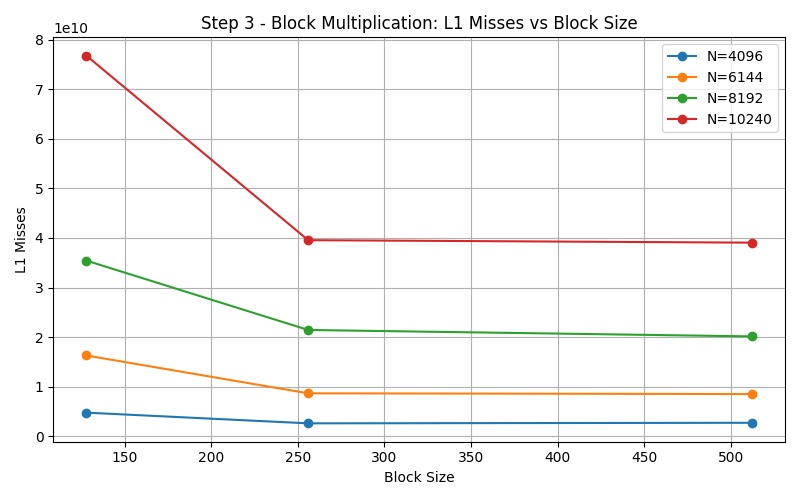 Step 3 - Block Multiplication: L1 Misses vs Block Size
1e10
8
7
6
5
4
3
2
1
0
L1 Misses
N=4096
N=6144
N=8192
N=10240
150 200 250 300 350 400 450 500
Block Size